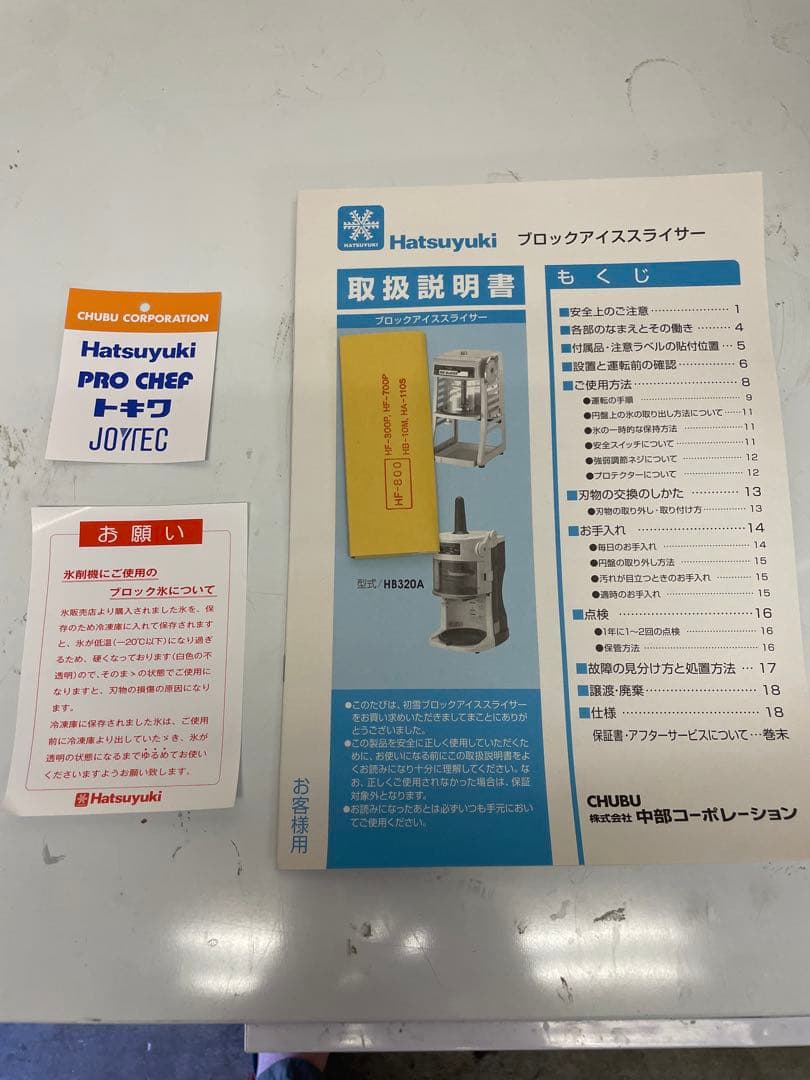 CHUBU CORPORATION
Hatsuyuki
PRO CHEF
トキワ
JOYTEC
お願い
氷削機にご使用の
ブロック氷について
氷販売店より購入されました氷を、保
存のため冷凍庫に入れて保存されます
と、氷が低温(−20℃以下)になり過ぎ
るため、硬くなっております(白色の不
透明)ので、そのまゝの状態でご使用に
なりますと、刃物の損傷の原因になり
ます。
冷凍庫に保存されました氷は、ご使用
前に冷凍庫より出していたゞき、氷が
透明の状態になるまでゆるめてお使い
くださいますようお願い致します。
Hatsuyuki
HATSUYUKI
Hatsuyuki ブロックアイススライサー
取扱説明書
ブロックアイススライサー
HF-800
HF-300P, HF-700P
HB-10M, HA-110S
型式/HB320A
●このたびは、初雪ブロックアイススライサー
をお買い求めいただきましてまことにありが
とうございました。
●この製品を安全に正しく使用していただくた
めに、お使いになる前にこの取扱説明書をよ
くお読みになり十分に理解してください。な
お、正しくご使用されなかった場合は、保証
対象外となります。
●お読みになったあとは必ずいつも手元におい
てご使用ください。
お客様用
もくじ
■安全上のご注意 1
■各部のなまえとその働き 4
■付属品・注意ラベルの貼付位置 5
■設置と運転前の確認 6
■ご使用方法 8
●運転の手順 9
●円盤上の氷の取り出し方法について 11
●氷の一時的な保持方法 11
●安全スイッチについて 11
●強弱調節ネジについて 12
●プロテクターについて 12
■刃物の交換のしかた 13
●刃物の取り外し・取り付け方 13
■お手入れ 14
●毎日のお手入れ 14
●円盤の取り外し方法 15
●汚れが目立つときのお手入れ 15
●適時のお手入れ 15
■点検 16
●1年に1〜2回の点検 16
●保管方法 16
■故障の見分け方と処置方法 17
■譲渡・廃棄 18
■仕様 18
保証書・アフターサービスについて…巻末
CHUBU
株式会社 中部コーポレーション